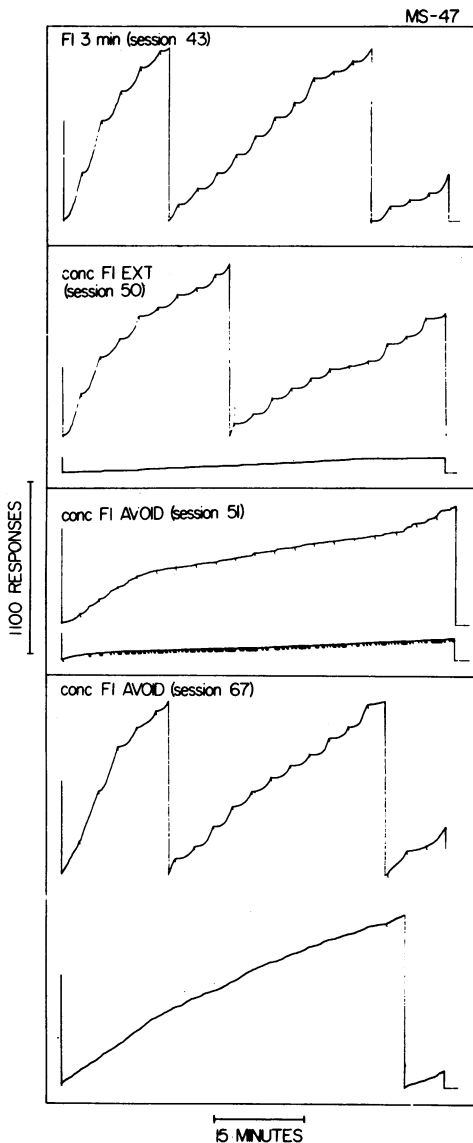 MS-47
FI 3 min (session 43)
conc FI EXT
(session 50)
conc FI AVOID (session 51)
1100 RESPONSES
conc FI AVOID (session 67)
15 MINUTES